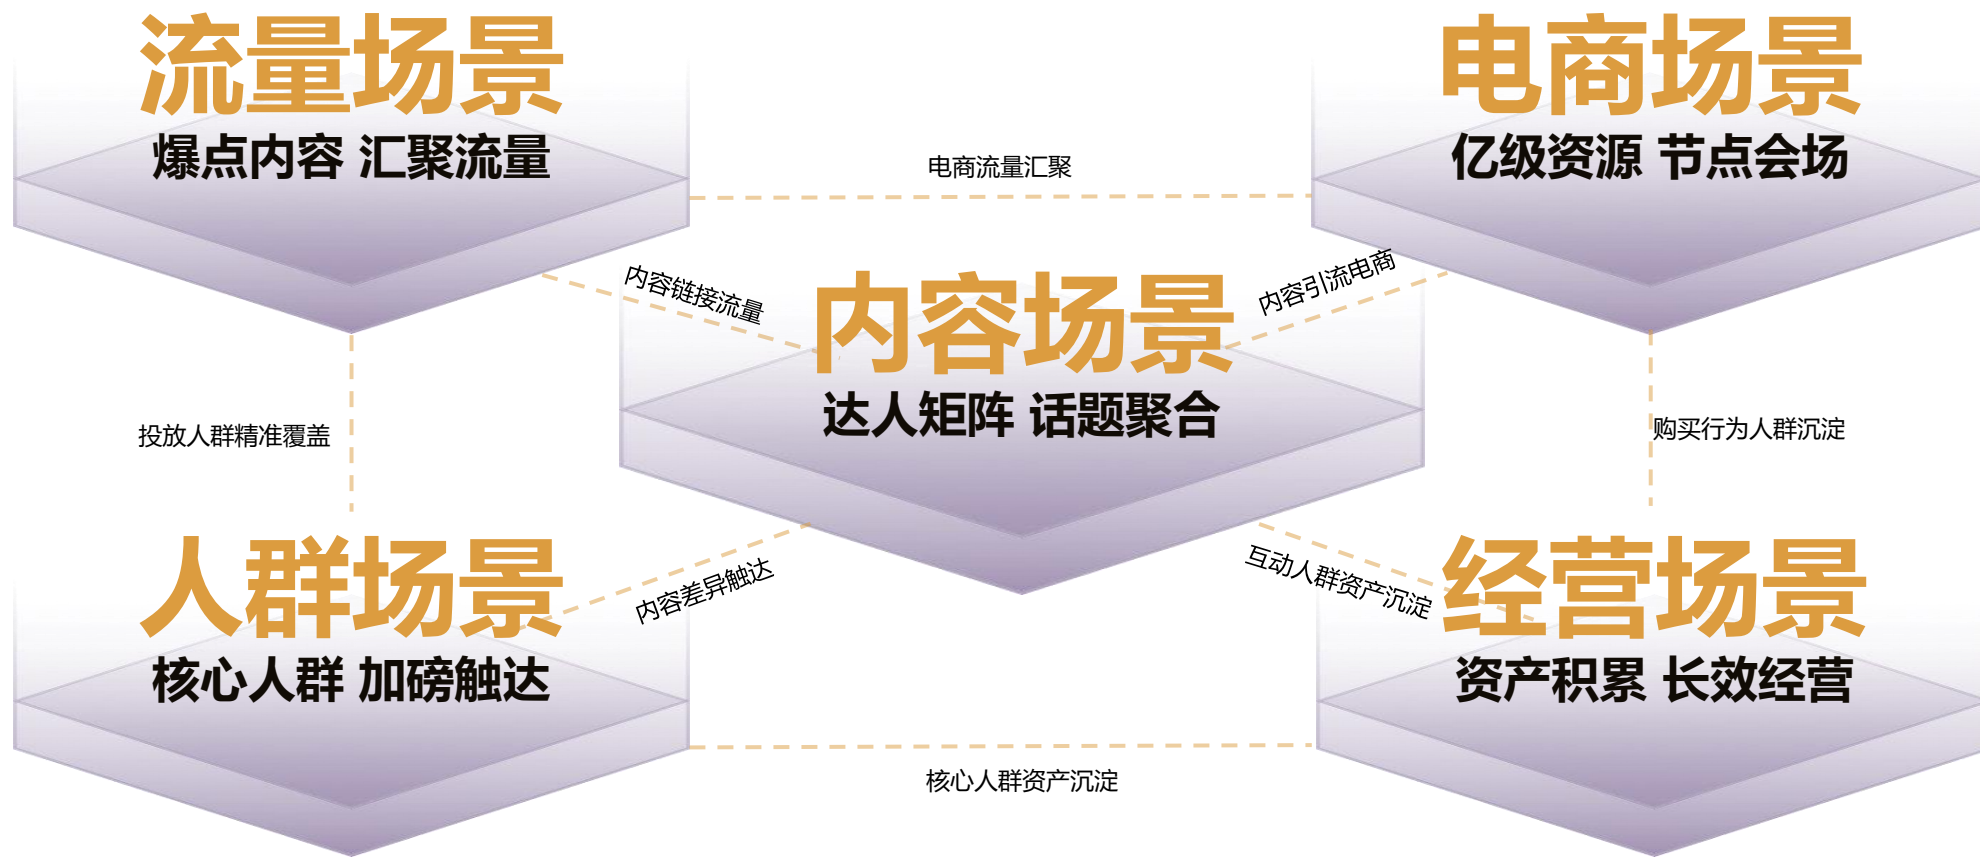 流量场景
爆点内容 汇聚流量
电商场景
亿级资源 节点会场
电商流量汇聚
内容链接流量
内容引流电商
内容场景
达人矩阵 话题聚合
投放人群精准覆盖
购买行为人群沉淀
人群场景
核心人群 加磅触达
内容差异触达
互动人群资产沉淀
经营场景
资产积累 长效经营
核心人群资产沉淀